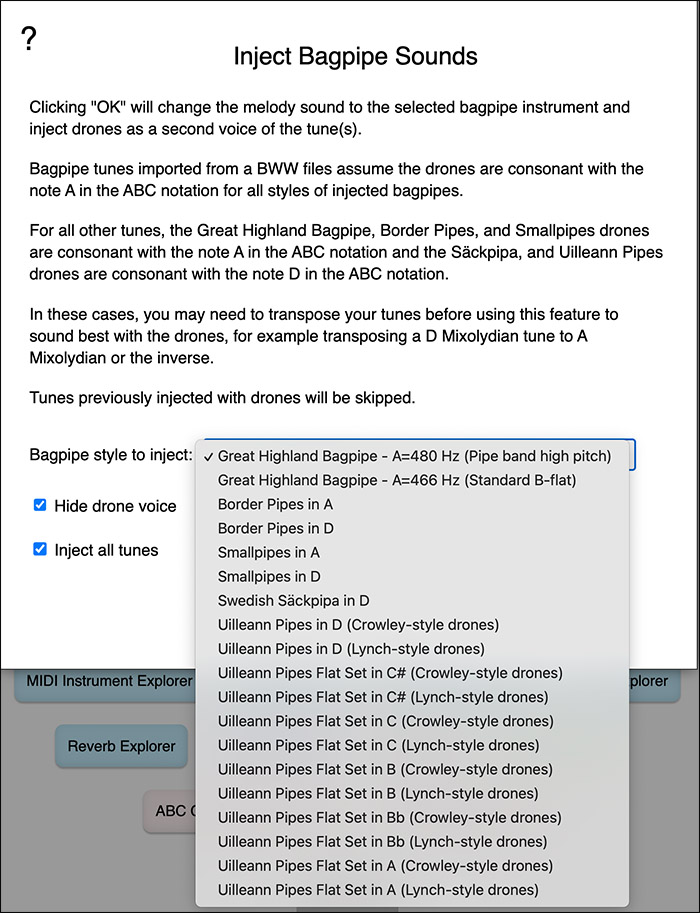 ?
Inject Bagpipe Sounds
Clicking "OK" will change the melody sound to the selected bagpipe instrument and
inject drones as a second voice of the tune(s).
Bagpipe tunes imported from a BWW files assume the drones are consonant with the
note A in the ABC notation for all styles of injected bagpipes.
For all other tunes, the Great Highland Bagpipe, Border Pipes, and Smallpipes drones
are consonant with the note A in the ABC notation and the Säckpipa, and Uilleann Pipes
drones are consonant with the note D in the ABC notation.
In these cases, you may need to transpose your tunes before using this feature to
sound best with the drones, for example transposing a D Mixolydian tune to A
Mixolydian or the inverse.
Tunes previously injected with drones will be skipped.
Bagpipe style to inject:
✓ Great Highland Bagpipe - A=480 Hz (Pipe band high pitch)
Great Highland Bagpipe - A=466 Hz (Standard B-flat)
Border Pipes in A
Border Pipes in D
Smallpipes in A
Smallpipes in D
Swedish Säckpipa in D
Uilleann Pipes in D (Crowley-style drones)
Uilleann Pipes in D (Lynch-style drones)
Uilleann Pipes Flat Set in C# (Crowley-style drones)
Uilleann Pipes Flat Set in C# (Lynch-style drones)
Uilleann Pipes Flat Set in C (Crowley-style drones)
Uilleann Pipes Flat Set in C (Lynch-style drones)
Uilleann Pipes Flat Set in B (Crowley-style drones)
Uilleann Pipes Flat Set in B (Lynch-style drones)
Uilleann Pipes Flat Set in Bb (Crowley-style drones)
Uilleann Pipes Flat Set in Bb (Lynch-style drones)
Uilleann Pipes Flat Set in A (Crowley-style drones)
Uilleann Pipes Flat Set in A (Lynch-style drones)
Hide drone voice
Inject all tunes
MIDI Instrument Explorer
plorer
Reverb Explorer
ABC